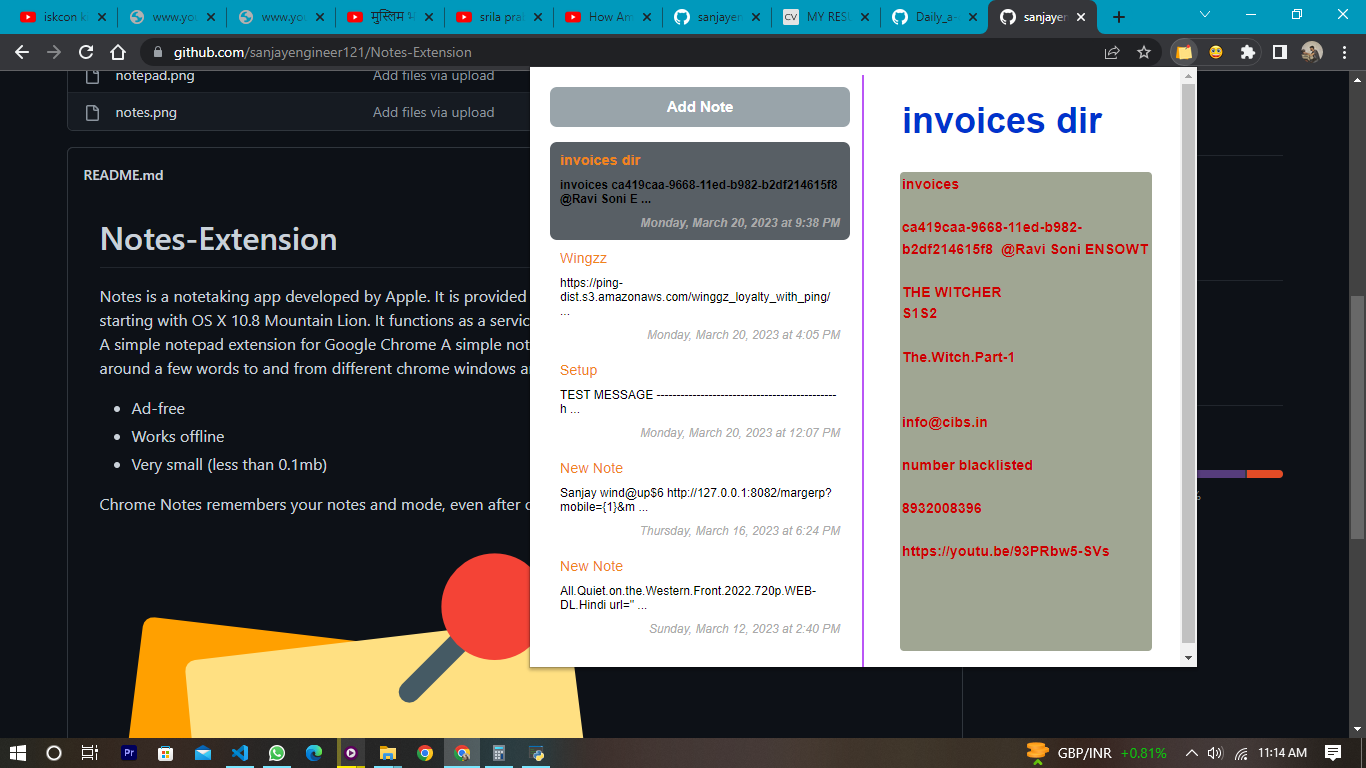 iskcon k
www.yo
www.yo
मुस्लिम
srila pra
How Am
sanjayer
CV MY RESU
Daily_a
sanjayer
github.com/sanjayengineer121/Notes-Extension
notepad.png Add files via upload
notes.png Add files via upload
README.md
Notes-Extension
Notes is a notetaking app developed by Apple. It is provided
starting with OS X 10.8 Mountain Lion. It functions as a servic
A simple notepad extension for Google Chrome A simple not
around a few words to and from different chrome windows a
Ad-free
Works offline
Very small (less than 0.1mb)
Chrome Notes remembers your notes and mode, even after
Add Note
invoices dir
invoices ca419caa-9668-11ed-b982-b2df214615f8
@Ravi Soni E ...
Monday, March 20, 2023 at 9:38 PM
Wingzz
https://ping-
dist.s3.amazonaws.com/winggz_loyalty_with_ping/
...
Monday, March 20, 2023 at 4:05 PM
Setup
TEST MESSAGE ---------------------------------------------
h ...
Monday, March 20, 2023 at 12:07 PM
New Note
Sanjay wind@up$6 http://127.0.0.1:8082/margerp?
mobile={1}&m ...
Thursday, March 16, 2023 at 6:24 PM
New Note
All.Quiet.on.the.Western.Front.2022.720p.WEB-
DL.Hindi url=" ...
Sunday, March 12, 2023 at 2:40 PM
invoices dir
invoices
ca419caa-9668-11ed-b982-
b2df214615f8 @Ravi Soni ENSOWT
THE WITCHER
S1S2
The.Witch.Part-1
info@cibs.in
number blacklisted
8932008396
https://youtu.be/93PRbw5-SVs
%
Pr
GBP/INR +0.81% 11:14 AM